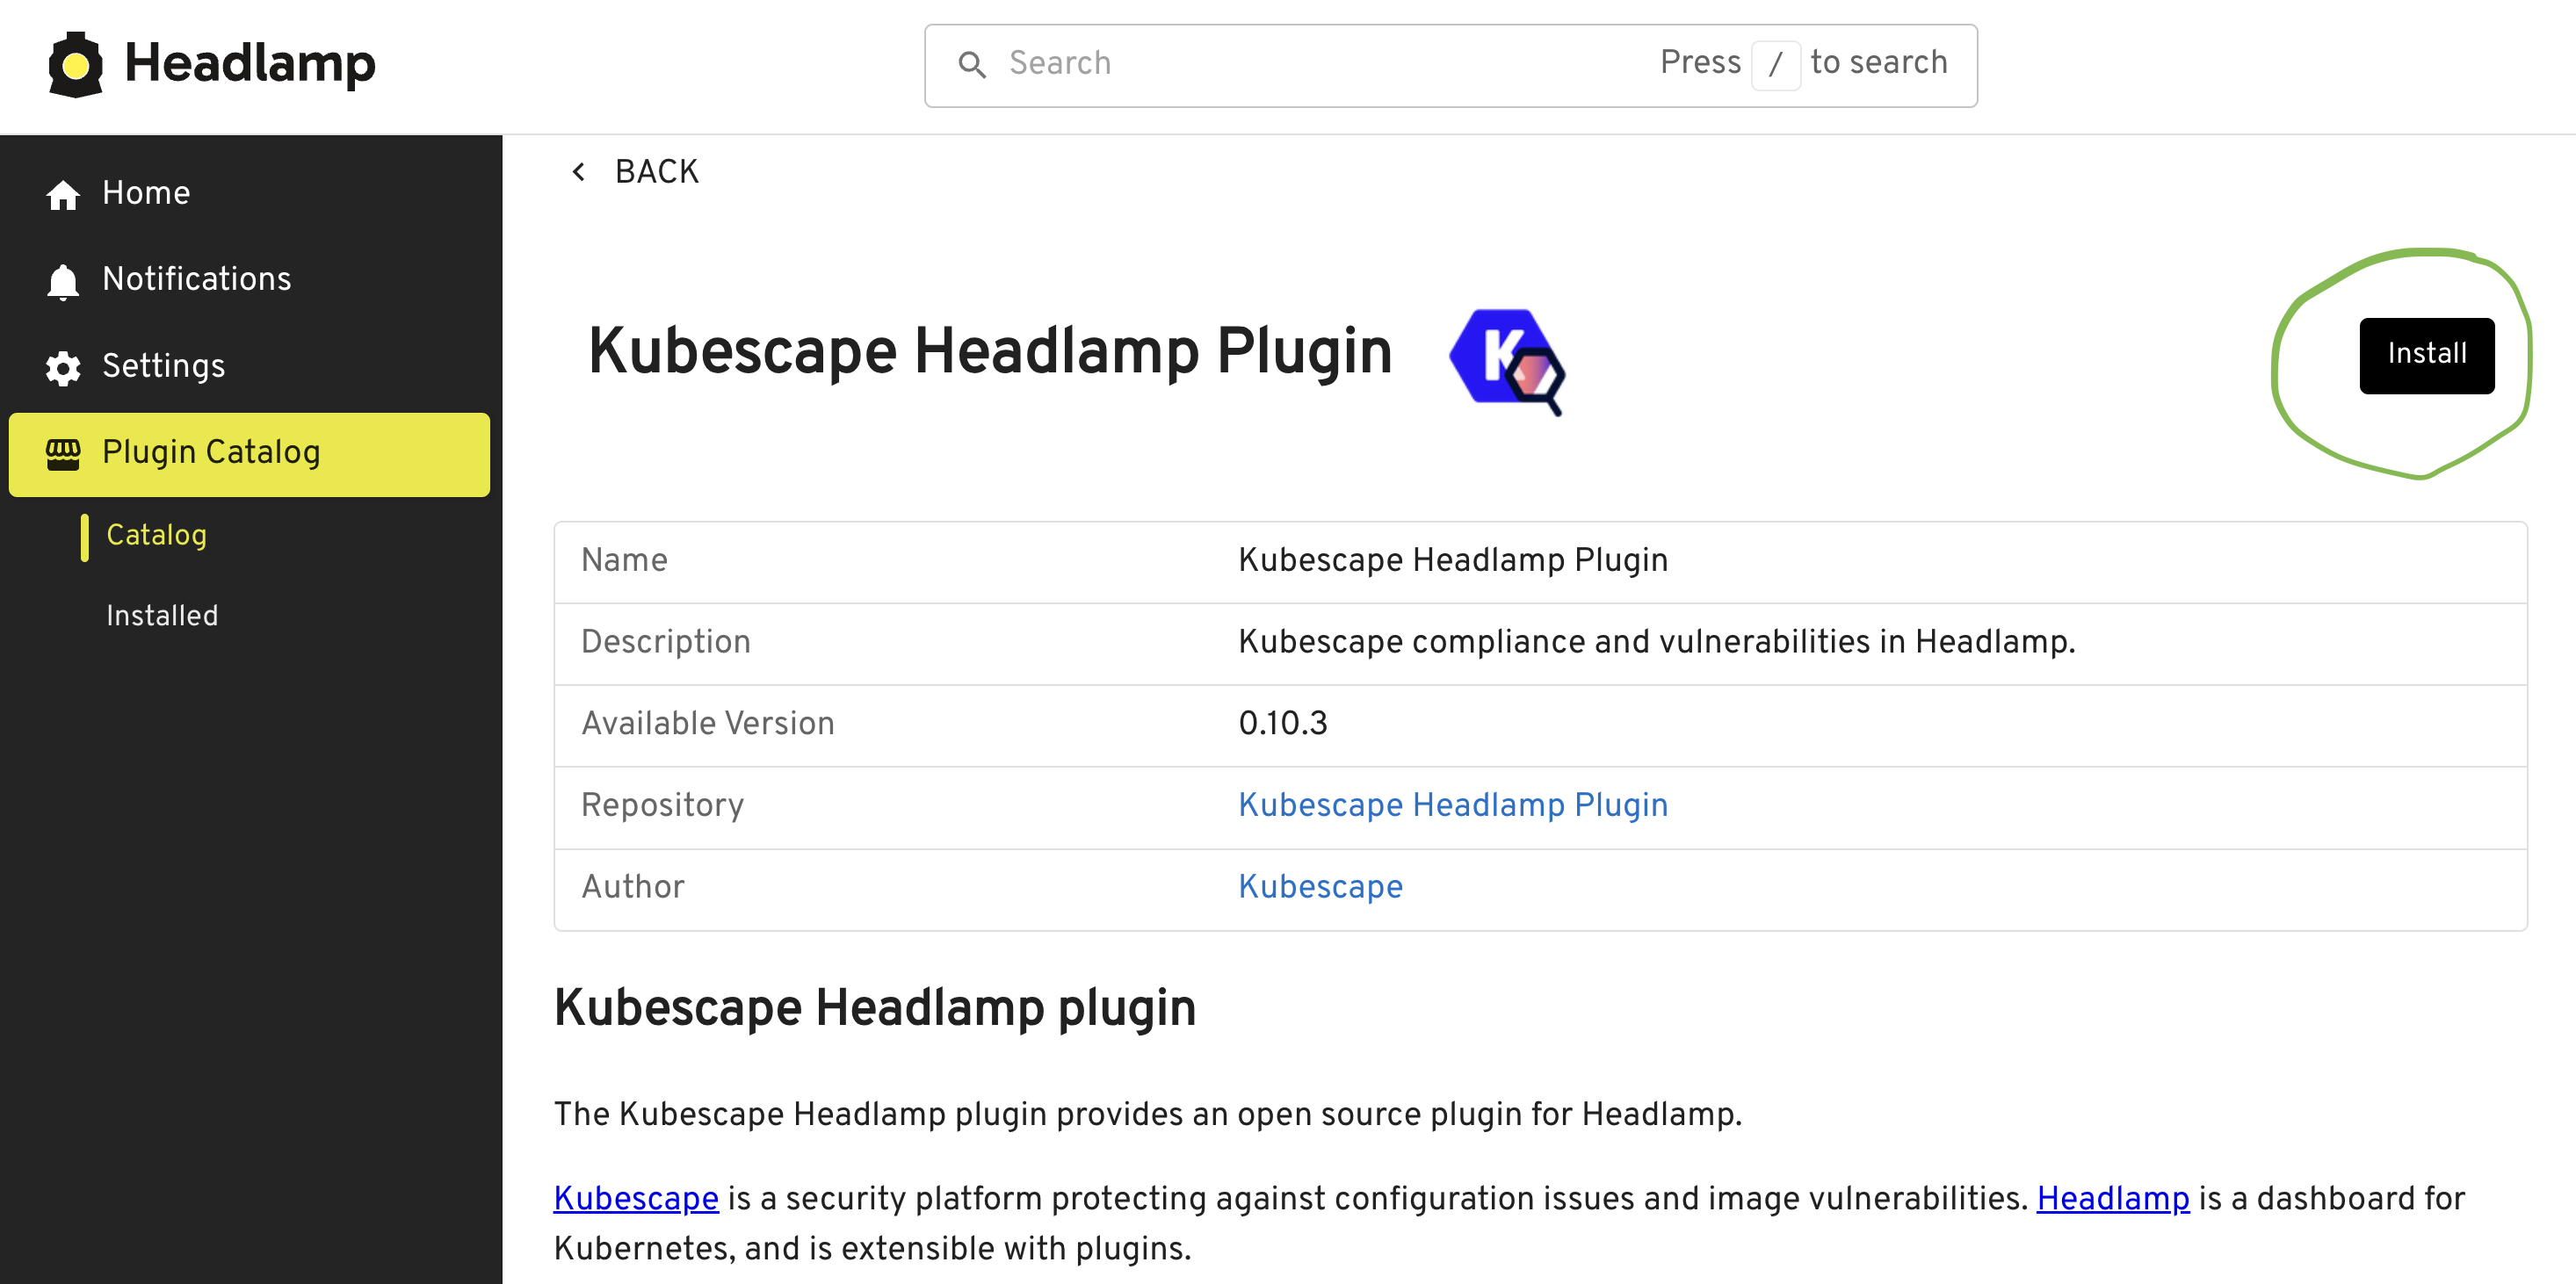 Headlamp
Search
Press / to search
Home
Notifications
Settings
Plugin Catalog
Catalog
Installed
BACK
Kubescape Headlamp Plugin
K
Install
Name Kubescape Headlamp Plugin
Description Kubescape compliance and vulnerabilities in Headlamp.
Available Version 0.10.3
Repository Kubescape Headlamp Plugin
Author Kubescape
Kubescape Headlamp plugin
The Kubescape Headlamp plugin provides an open source plugin for Headlamp.
Kubescape is a security platform protecting against configuration issues and image vulnerabilities. Headlamp is a dashboard for
Kubernetes, and is extensible with plugins.